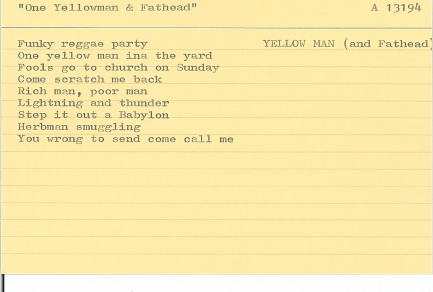 "One Yellowman & Fathead" A 13194
Funky reggae party YELLOW MAN (and Fathead)
One yellow man ina the yard
Fools go to church on Sunday
Come scratch me back
Rich man, poor man
Lightning and thunder
Step it out a Babylon
Herbman smuggling
You wrong to send come call me